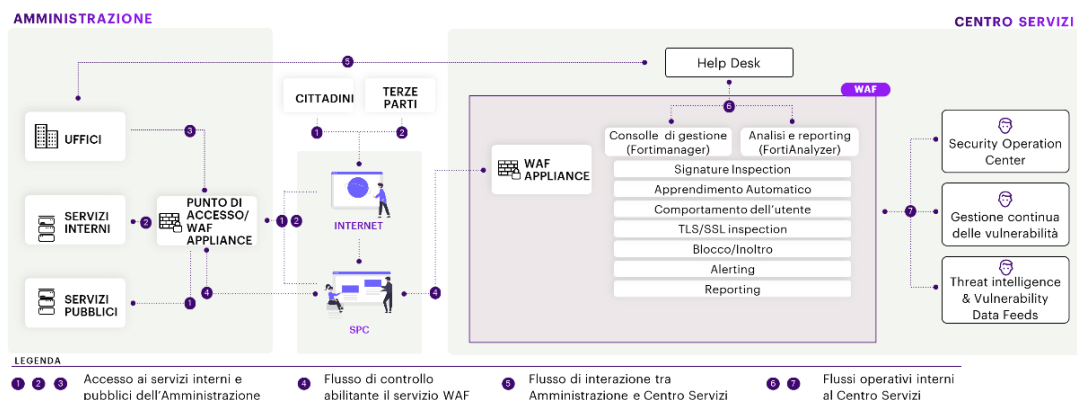 AMMINISTRAZIONE
CENTRO SERVIZI
5
Help Desk
CITTADINI
TERZE
PARTI
WAF
6
UFFICI
3
1
2
Consolle di gestione
(Fortimanager)
Analisi e reporting
(FortiAnalyzer)
Security Operation
Center
WAF
APPLIANCE
4
Signature Inspection
Apprendimento Automatico
Comportamento dell'utente
TLS/SSL inspection
Blocco/Inoltro
Alerting
Reporting
SERVIZI
INTERNI
2
PUNTO DI
ACCESSO/
WAF
APPLIANCE
1 2
INTERNET
7
Gestione continua
delle vulnerabilità
SERVIZI
PUBBLICI
1
4
4
SPC
Threat intelligence
& Vulnerability
Data Feeds
LEGENDA
1 2 3 Accesso ai servizi interni e
pubblici dell'Amministrazione
4 Flusso di controllo
abilitante il servizio WAF
5 Flusso di interazione tra
Amministrazione e Centro Servizi
6 7 Flussi operativi interni
al Centro Servizi